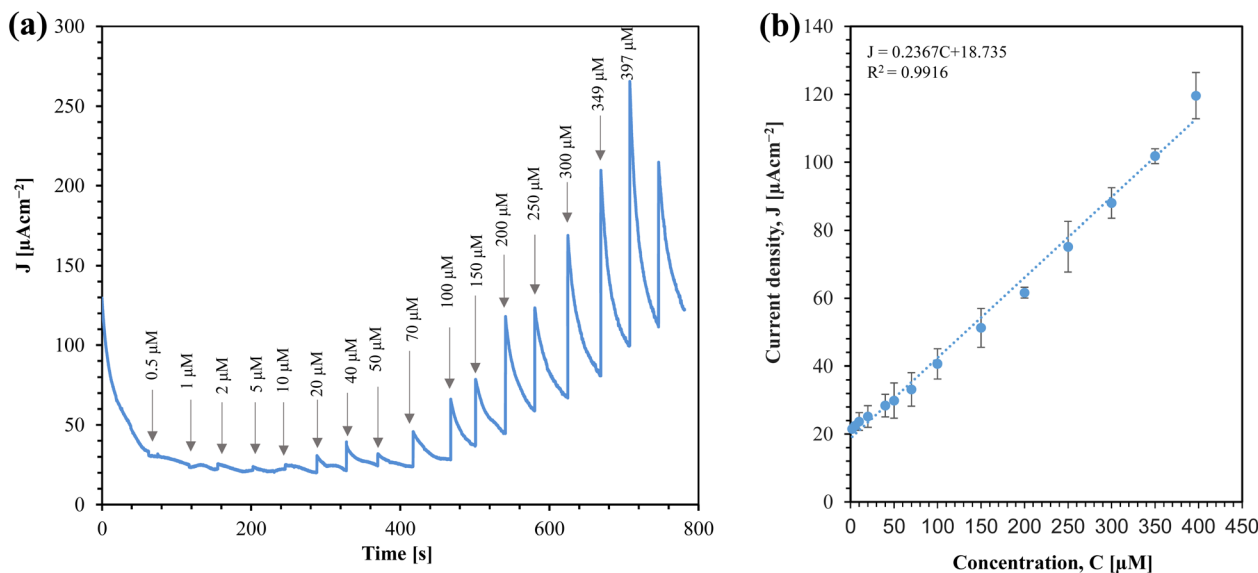 (a)
300
250
200
150
100
50
0
J [µAcm⁻²]
0.5 µM
1 µM
2 µM
5 µM
10 µM
20 µM
40 µM
50 µM
70 µM
100 µM
150 µM
200 µM
250 µM
300 µM
349 µM
397 µM
0 200 400 600 800
Time [s]
(b)
140
120
100
80
60
40
20
0
Current density, J [µAcm⁻²]
J = 0.2367C+18.735
R² = 0.9916
0 50 100 150 200 250 300 350 400 450
Concentration, C [µM]